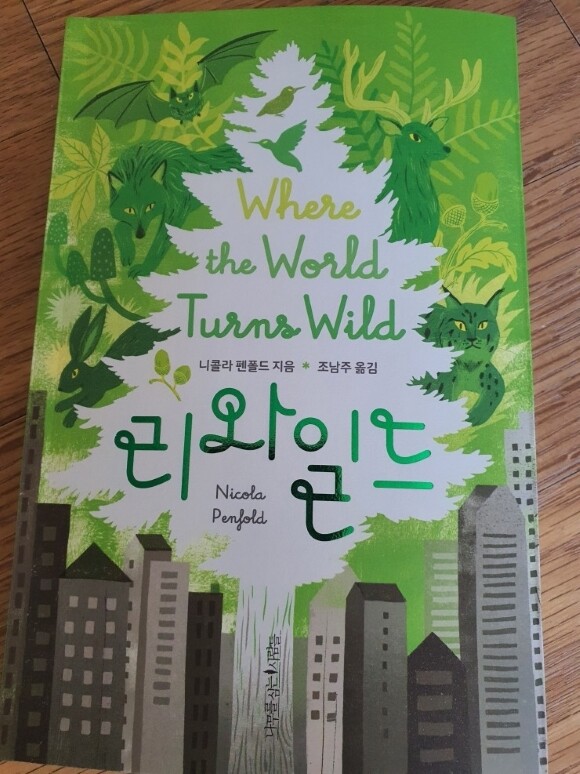 Where
the World
Turns Wild
니콜라 펜폴드 지음 * 조남주 옮김
리와일드
Nicola
Penfold
나무를 심는 사람들